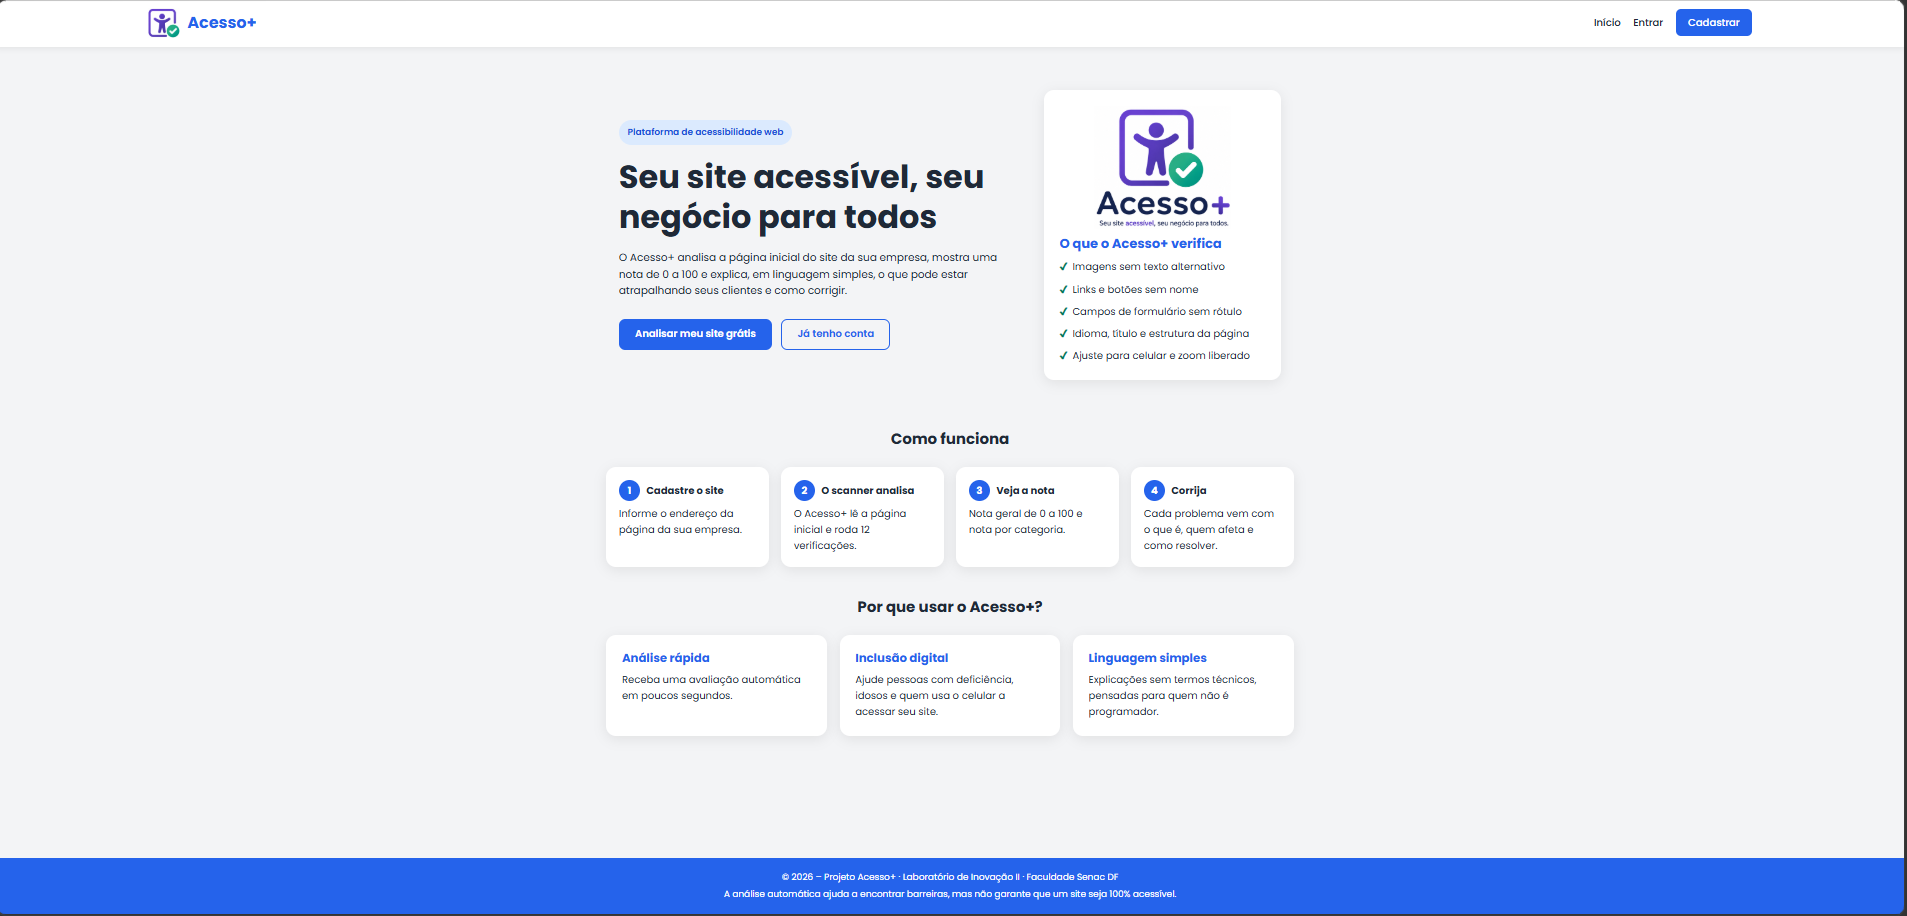 Acesso+
Início Entrar Cadastrar
Plataforma de acessibilidade web
Seu site acessível, seu
negócio para todos
O Acesso+ analisa a página inicial do site da sua empresa, mostra uma
nota de 0 a 100 e explica, em linguagem simples, o que pode estar
atrapalhando seus clientes e como corrigir.
Analisar meu site grátis
Já tenho conta
Acesso+
Seu site acessível, seu negócio para todos.
O que o Acesso+ verifica
✔ Imagens sem texto alternativo
✔ Links e botões sem nome
✔ Campos de formulário sem rótulo
✔ Idioma, título e estrutura da página
✔ Ajuste para celular e zoom liberado
Como funciona
1 Cadastre o site
Informe o endereço da
página da sua empresa.
2 O scanner analisa
O Acesso+ lê a página
inicial e roda 12
verificações.
3 Veja a nota
Nota geral de 0 a 100 e
nota por categoria.
4 Corrija
Cada problema vem com
o que é, quem afeta e
como resolver.
Por que usar o Acesso+?
Análise rápida
Receba uma avaliação automática
em poucos segundos.
Inclusão digital
Ajude pessoas com deficiência,
idosos e quem usa o celular a
acessar seu site.
Linguagem simples
Explicações sem termos técnicos,
pensadas para quem não é
programador.
© 2026 – Projeto Acesso+ · Laboratório de Inovação II · Faculdade Senac DF
A análise automática ajuda a encontrar barreiras, mas não garante que um site seja 100% acessível.